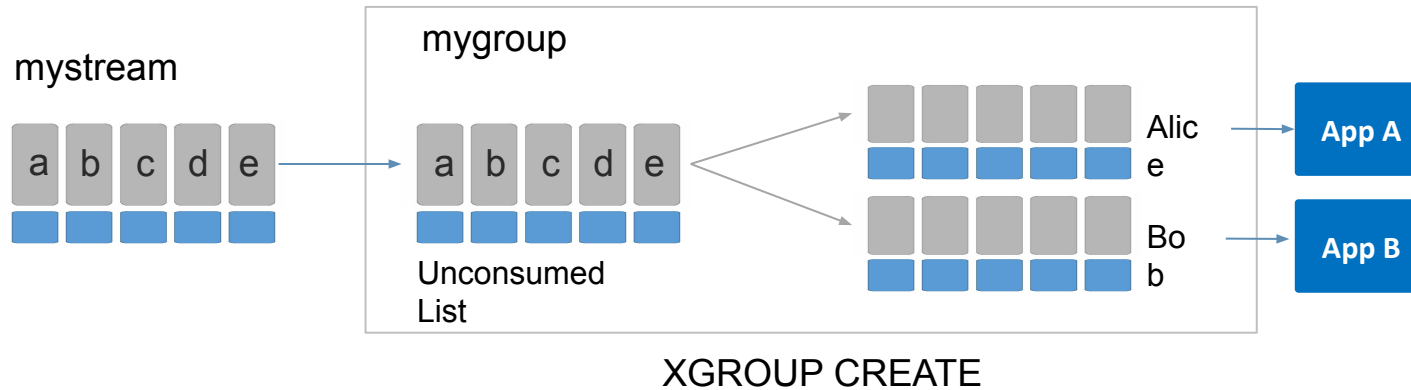 mystream
a b c d e
mygroup
a b c d e
Unconsumed
List
Alic
e
Bo
b
App A
App B
XGROUP CREATE